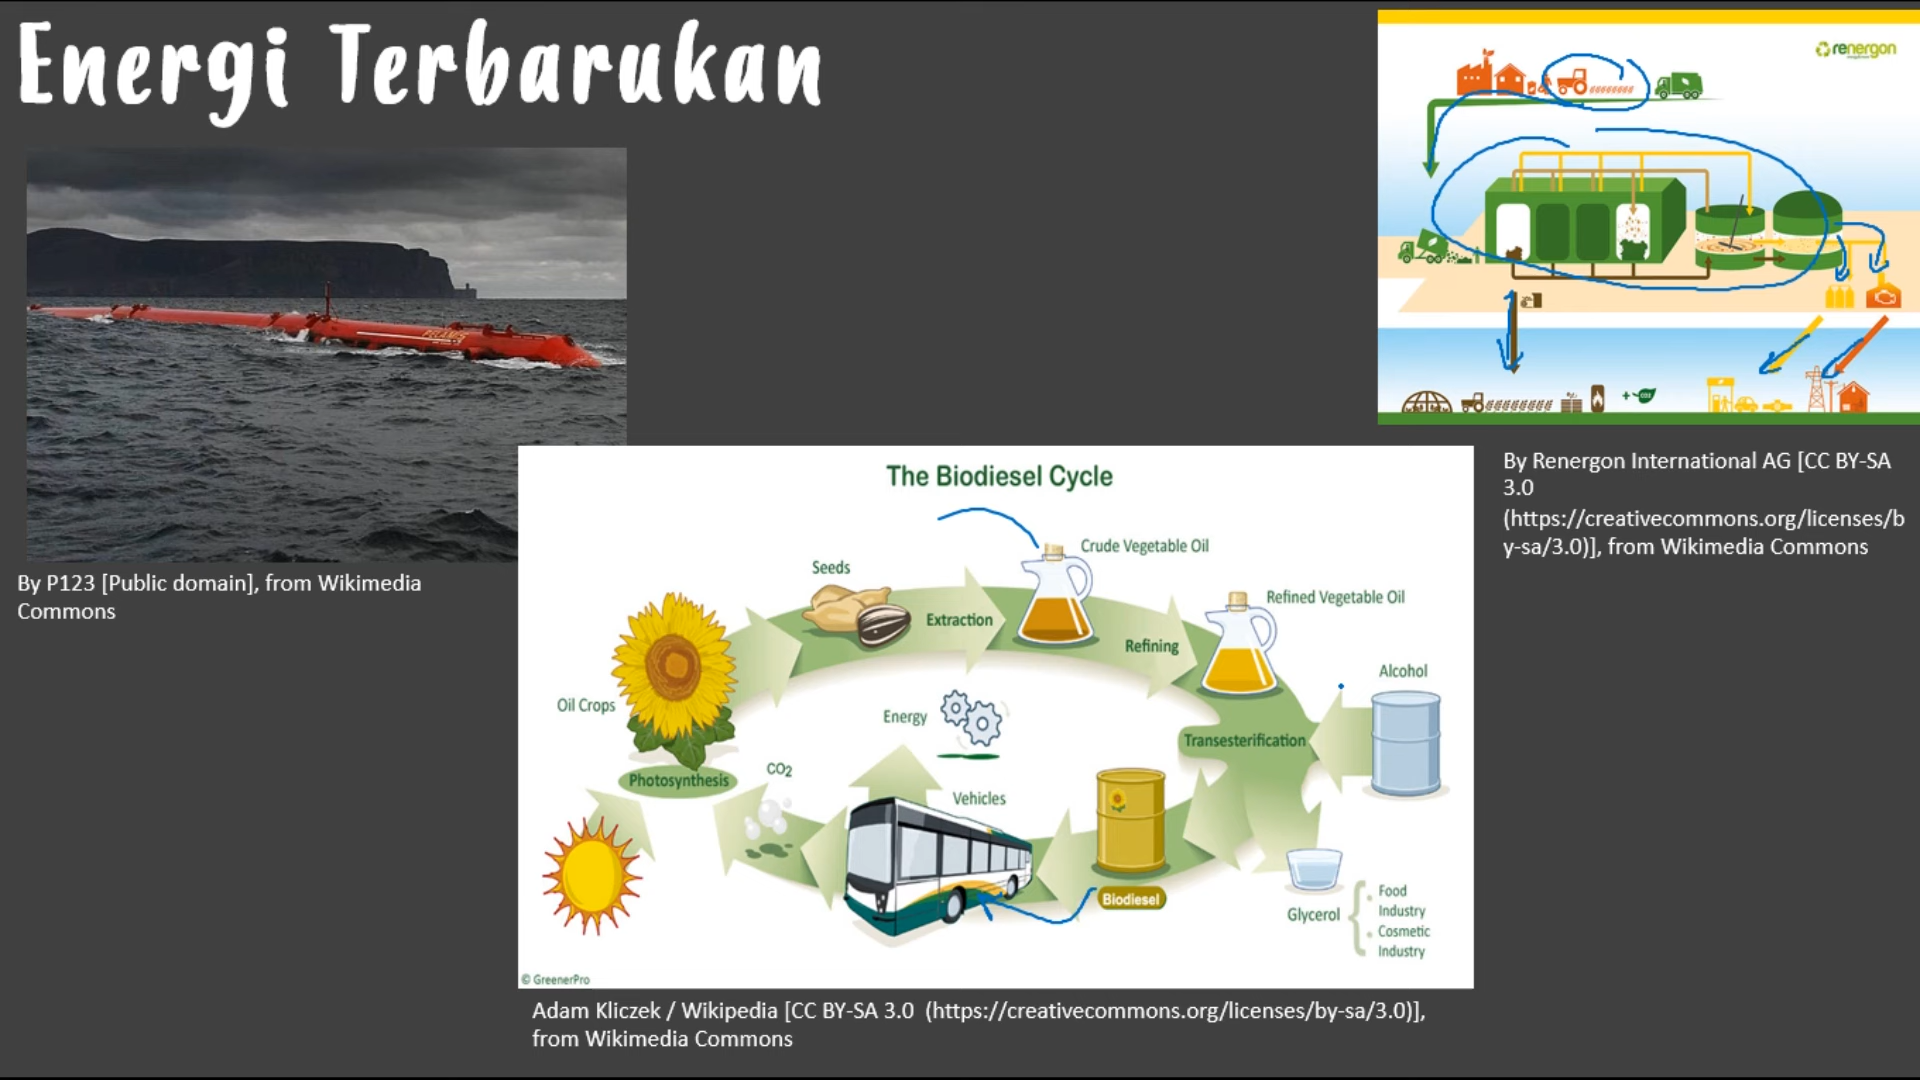 Energi Terbarukan
renergon
PELAMIS
By P123 [Public domain], from Wikimedia
Commons
By Renergon International AG [CC BY-SA
3.0
(https://creativecommons.org/licenses/b
y-sa/3.0)], from Wikimedia Commons
CO2
The Biodiesel Cycle
Crude Vegetable Oil
Seeds
Refined Vegetable Oil
Extraction
Refining
Alcohol
Oil Crops
Energy
Transesterification
Photosynthesis
CO2
Vehicles
Biodiesel
Glycerol
Food
Industry
Cosmetic
Industry
© GreenerPro
Adam Kliczek / Wikipedia [CC BY-SA 3.0 (https://creativecommons.org/licenses/by-sa/3.0)],
from Wikimedia Commons